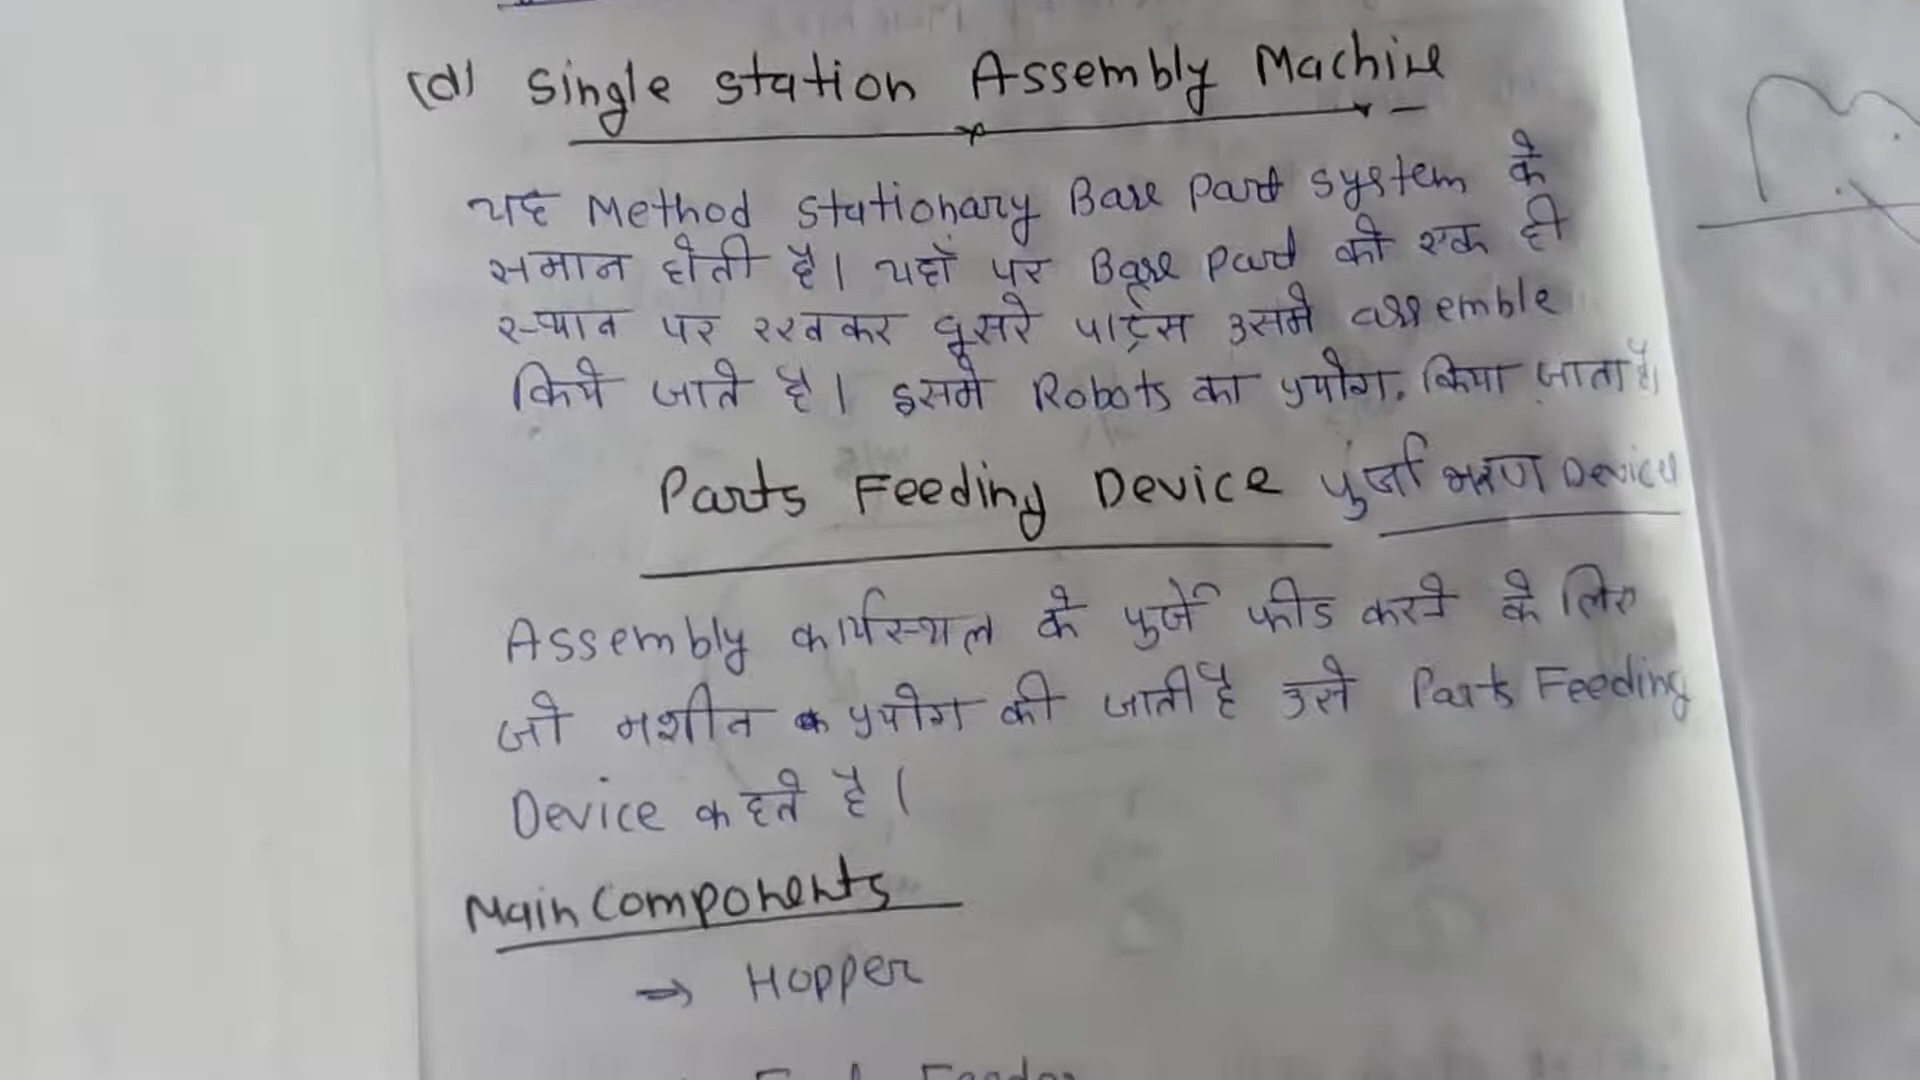 (d) Single station Assembly Machine
यह Method stationary Base Part system के
समान होती है। यहाँ पर Base part को एक ही
स्थान पर रखकर दूसरे पार्ट्स उसमे assemble
किये जाते है। इसमे Robots का प्रयोग किया जाता है।
Parts Feeding Device पुर्जा भरण Device
Assembly कार्यस्थल के पुर्जे फीड करने के लिए
जो मशीन क प्रयोग की जाती है उसे Parts Feeding
Device कहते है।
Main Components
⇒ Hopper
Feeder